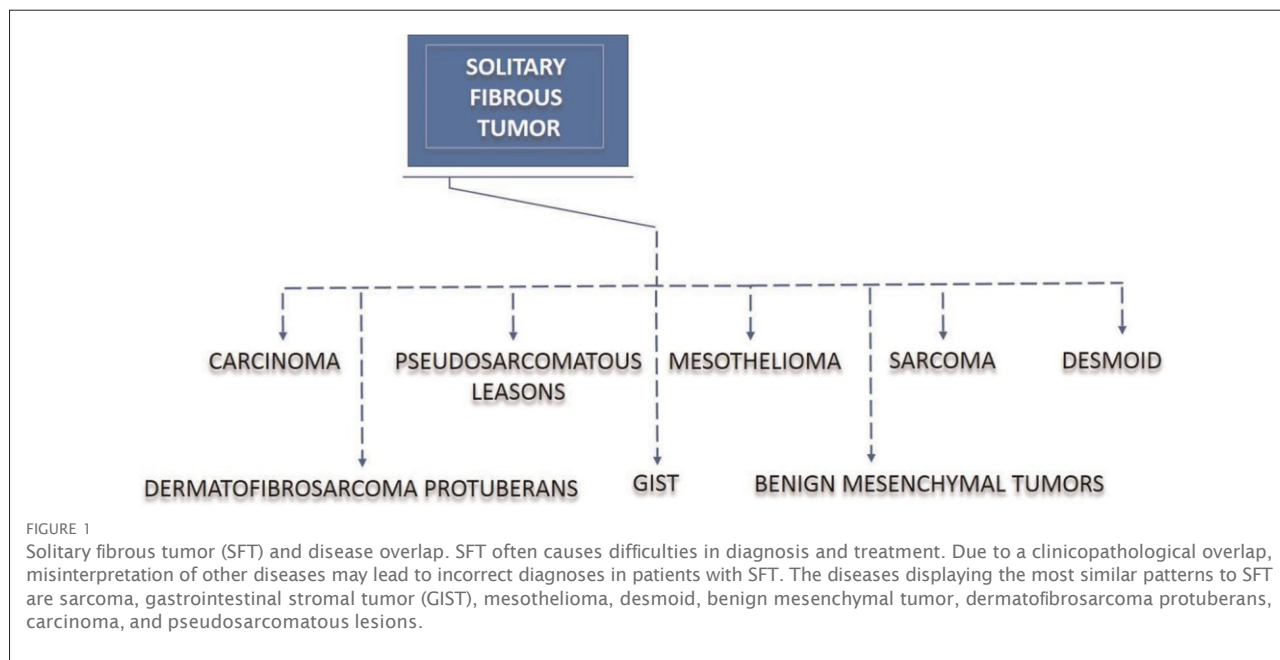 SOLITARY
FIBROUS
TUMOR
CARCINOMA
PSEUDOSARCOMATOUS
LEASONS
MESOTHELIOMA
SARCOMA
DESMOID
DERMATOFIBROSARCOMA PROTUBERANS
GIST
BENIGN MESENCHYMAL TUMORS
FIGURE 1
Solitary fibrous tumor (SFT) and disease overlap. SFT often causes difficulties in diagnosis and treatment. Due to a clinicopathological overlap,
misinterpretation of other diseases may lead to incorrect diagnoses in patients with SFT. The diseases displaying the most similar patterns to SFT
are sarcoma, gastrointestinal stromal tumor (GIST), mesothelioma, desmoid, benign mesenchymal tumor, dermatofibrosarcoma protuberans,
carcinoma, and pseudosarcomatous lesions.